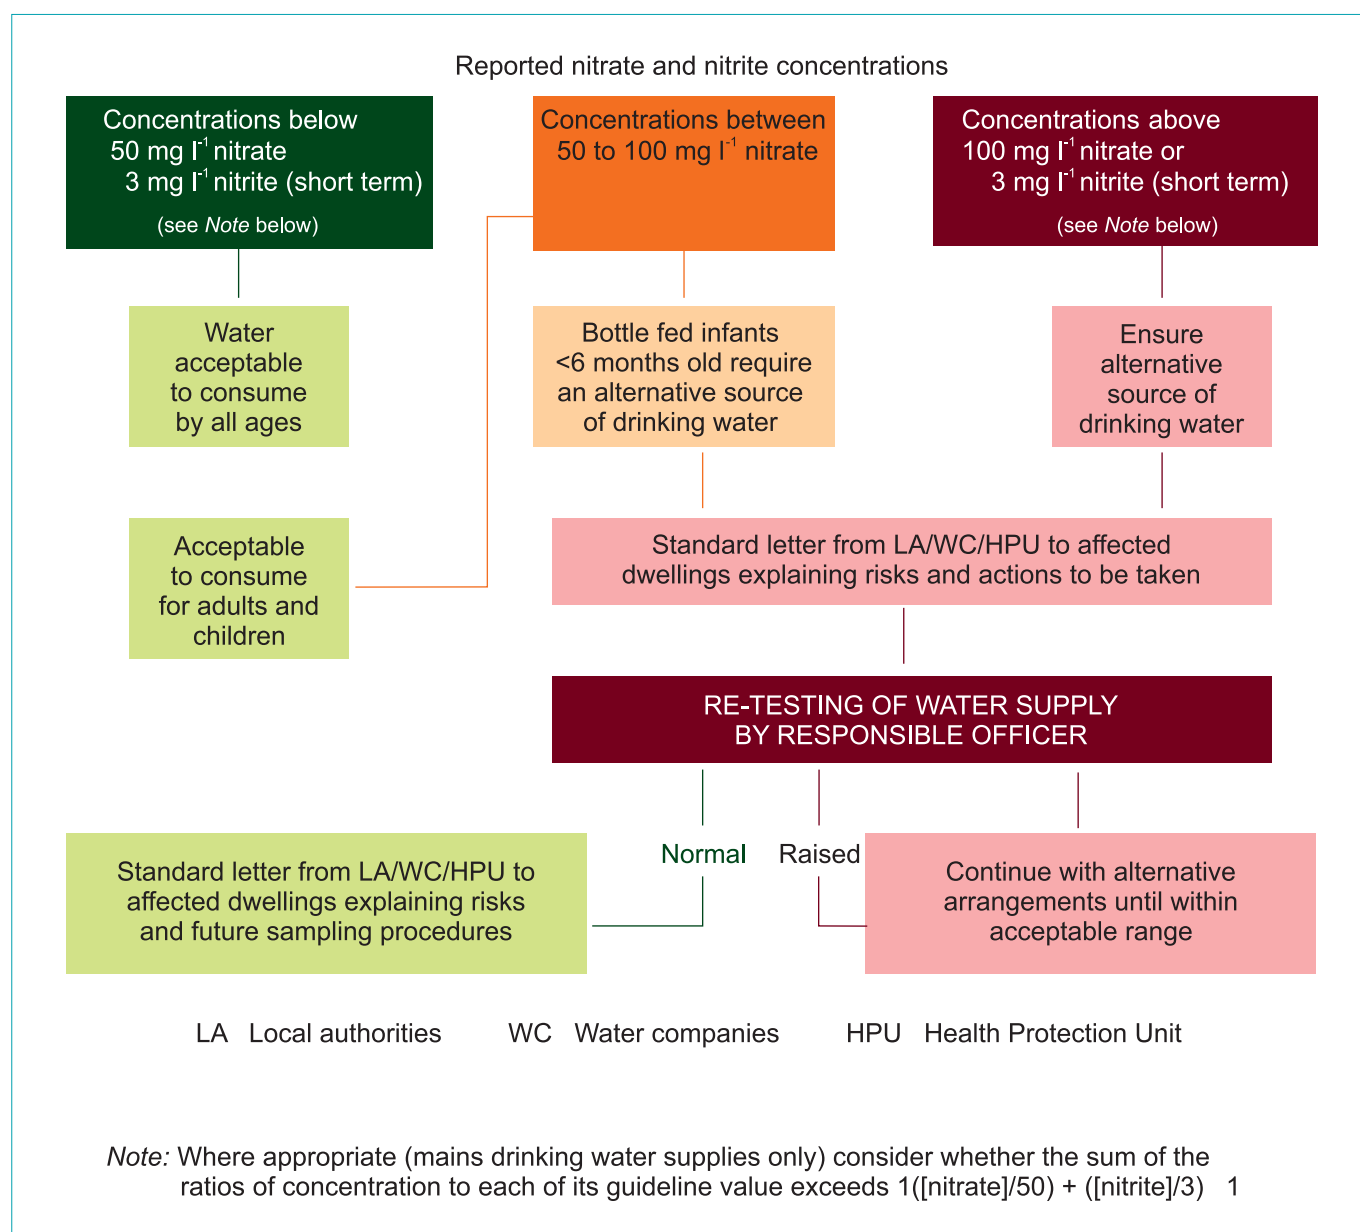 Reported nitrate and nitrite concentrations
Concentrations below
50 mg l⁻¹ nitrate
3 mg l⁻¹ nitrite (short term)
(see Note below)
Concentrations between
50 to 100 mg l⁻¹ nitrate
Concentrations above
100 mg l⁻¹ nitrate or
3 mg l⁻¹ nitrite (short term)
(see Note below)
Water
acceptable
to consume
by all ages
Bottle fed infants
<6 months old require
an alternative source
of drinking water
Ensure
alternative
source of
drinking water
Acceptable
to consume
for adults and
children
Standard letter from LA/WC/HPU to affected
dwellings explaining risks and actions to be taken
RE-TESTING OF WATER SUPPLY
BY RESPONSIBLE OFFICER
Normal
Raised
Standard letter from LA/WC/HPU to
affected dwellings explaining risks
and future sampling procedures
Continue with alternative
arrangements until within
acceptable range
LA Local authorities WC Water companies HPU Health Protection Unit
Note: Where appropriate (mains drinking water supplies only) consider whether the sum of the
ratios of concentration to each of its guideline value exceeds 1([nitrate]/50) + ([nitrite]/3) 1